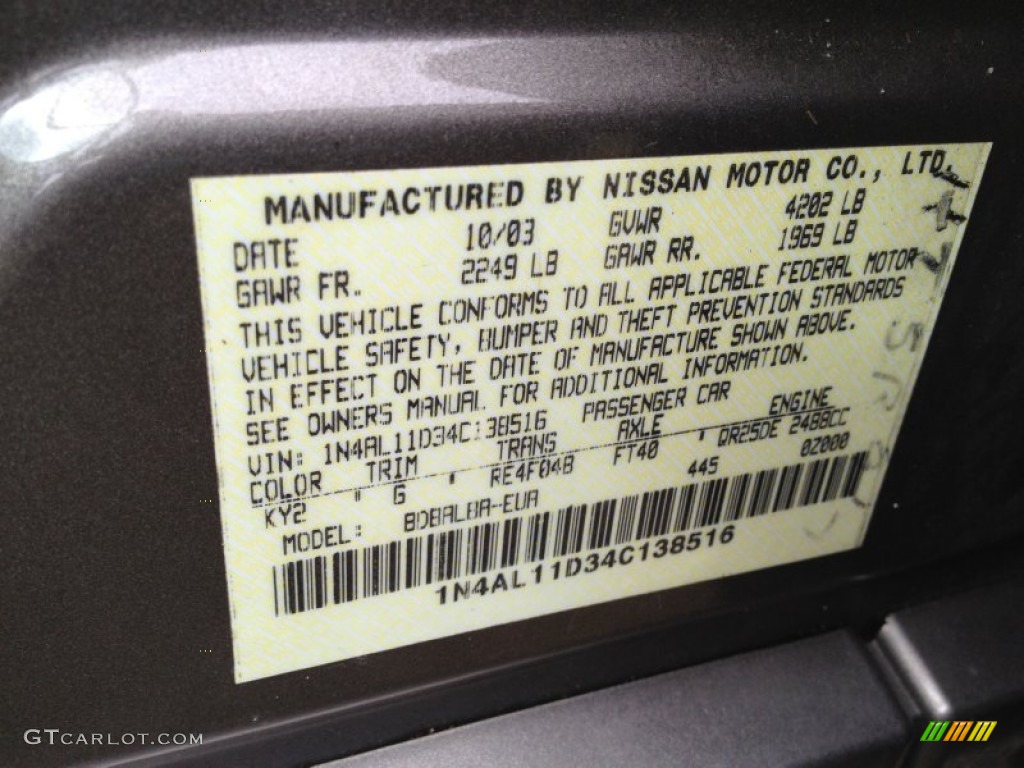 MANUFACTURED BY NISSAN MOTOR CO., LTD.
DATE 10/03 GVWR 4202 LB
GAWR FR. 2249 LB GAWR RR. 1969 LB
THIS VEHICLE CONFORMS TO ALL APPLICABLE FEDERAL MOTOR
VEHICLE SAFETY, BUMPER AND THEFT PREVENTION STANDARDS
IN EFFECT ON THE DATE OF MANUFACTURE SHOWN ABOVE.
SEE OWNERS MANUAL FOR ADDITIONAL INFORMATION.
VIN: 1N4AL11D34C138516 PASSENGER CAR
COLOR TRIM TRANS AXLE ENGINE
KY2 * G * RE4F04B FT40 * QR25DE 2488CC
MODEL: BDBALBA-EUA 445 0Z000
1N4AL11D34C138516
GTCARLOT.COM